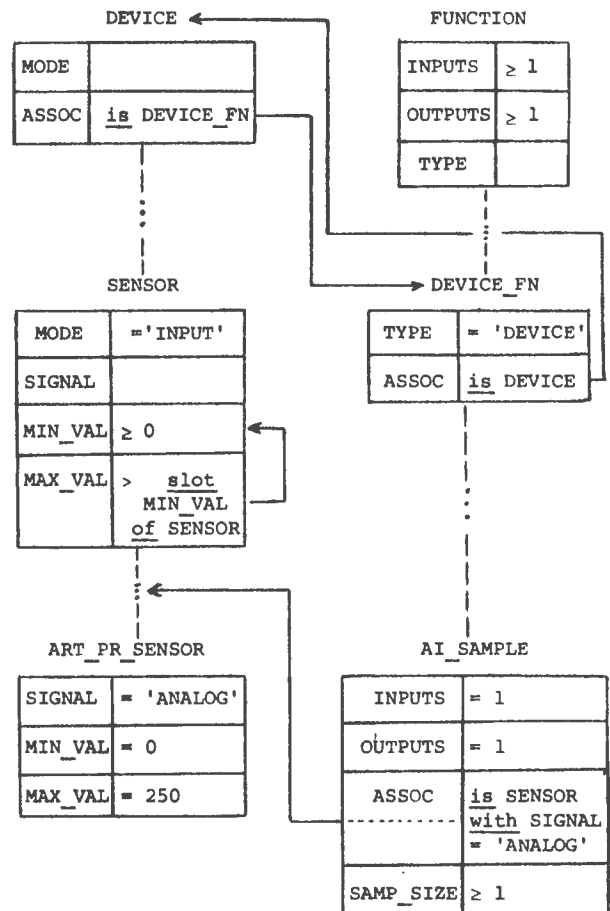 DEVICE
MODE
ASSOC is DEVICE_FN
FUNCTION
INPUTS ≥ 1
OUTPUTS ≥ 1
TYPE
SENSOR
MODE ='INPUT'
SIGNAL
MIN_VAL ≥ 0
MAX_VAL > slot
MIN_VAL
of SENSOR
DEVICE_FN
TYPE = 'DEVICE'
ASSOC is DEVICE
ART_PR_SENSOR
SIGNAL = 'ANALOG'
MIN_VAL = 0
MAX_VAL = 250
AI_SAMPLE
INPUTS = 1
OUTPUTS = 1
ASSOC is SENSOR
with SIGNAL
= 'ANALOG'
SAMP_SIZE ≥ 1